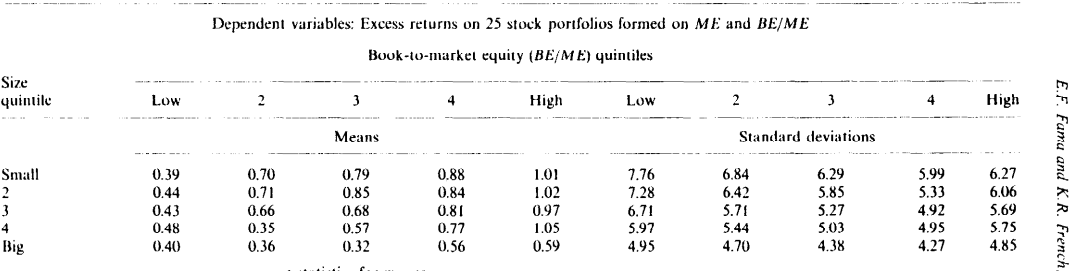 Dependent variables: Excess returns on 25 stock portfolios formed on ME and BE/ME
Book-to-market equity (BE/ME) quintiles
Size
quintile Low 2 3 4 High Low 2 3 4 High
Means Standard deviations
Small 0.39 0.70 0.79 0.88 1.01 7.76 6.84 6.29 5.99 6.27
2 0.44 0.71 0.85 0.84 1.02 7.28 6.42 5.85 5.33 6.06
3 0.43 0.66 0.68 0.81 0.97 6.71 5.71 5.27 4.92 5.69
4 0.48 0.35 0.57 0.77 1.05 5.97 5.44 5.03 4.95 5.75
Big 0.40 0.36 0.32 0.56 0.59 4.95 4.70 4.38 4.27 4.85
E.F. Fama and K.R. French,